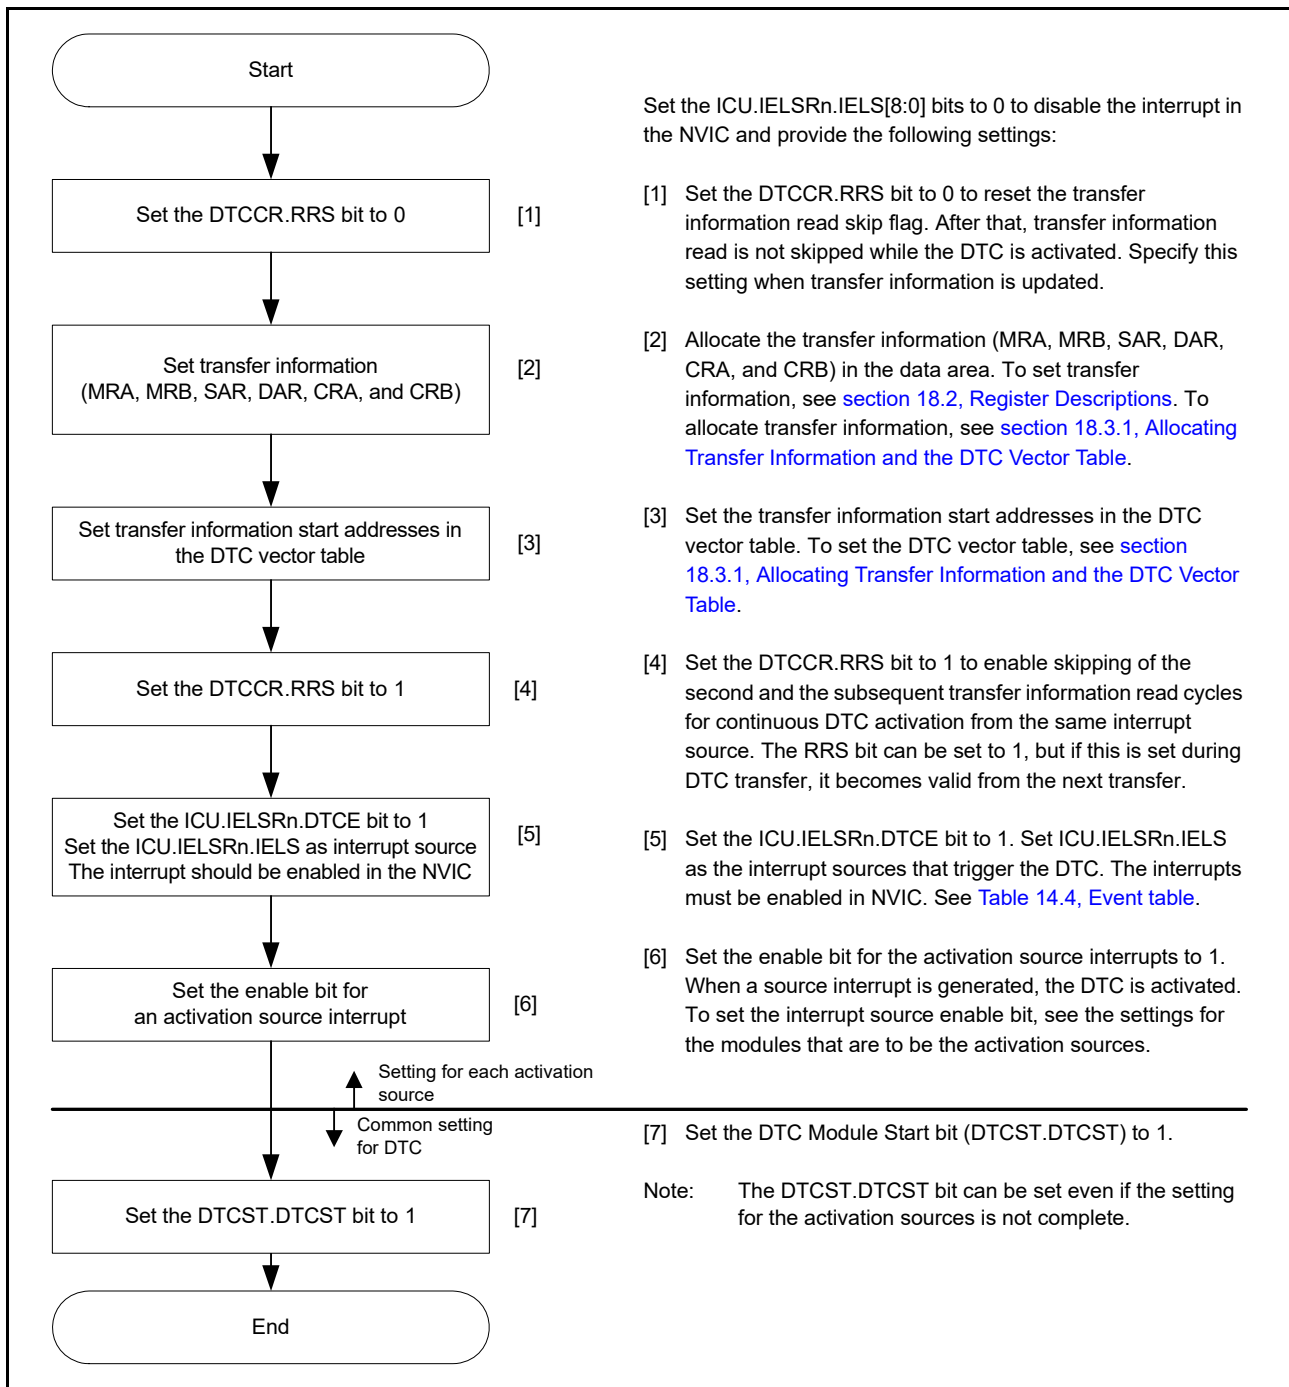 Start
Set the DTCCR.RRS bit to 0
[1]
Set transfer information
(MRA, MRB, SAR, DAR, CRA, and CRB)
[2]
Set transfer information start addresses in
the DTC vector table
[3]
Set the DTCCR.RRS bit to 1
[4]
Set the ICU.IELSRn.DTCE bit to 1
Set the ICU.IELSRn.IELS as interrupt source
The interrupt should be enabled in the NVIC
[5]
Set the enable bit for
an activation source interrupt
[6]
Setting for each activation
source
Common setting
for DTC
Set the DTCST.DTCST bit to 1
[7]
End
Set the ICU.IELSRn.IELS[8:0] bits to 0 to disable the interrupt in
the NVIC and provide the following settings:
[1] Set the DTCCR.RRS bit to 0 to reset the transfer
information read skip flag. After that, transfer information
read is not skipped while the DTC is activated. Specify this
setting when transfer information is updated.
[2] Allocate the transfer information (MRA, MRB, SAR, DAR,
CRA, and CRB) in the data area. To set transfer
information, see section 18.2, Register Descriptions. To
allocate transfer information, see section 18.3.1, Allocating
Transfer Information and the DTC Vector Table.
[3] Set the transfer information start addresses in the DTC
vector table. To set the DTC vector table, see section
18.3.1, Allocating Transfer Information and the DTC Vector
Table.
[4] Set the DTCCR.RRS bit to 1 to enable skipping of the
second and the subsequent transfer information read cycles
for continuous DTC activation from the same interrupt
source. The RRS bit can be set to 1, but if this is set during
DTC transfer, it becomes valid from the next transfer.
[5] Set the ICU.IELSRn.DTCE bit to 1. Set ICU.IELSRn.IELS
as the interrupt sources that trigger the DTC. The interrupts
must be enabled in NVIC. See Table 14.4, Event table.
[6] Set the enable bit for the activation source interrupts to 1.
When a source interrupt is generated, the DTC is activated.
To set the interrupt source enable bit, see the settings for
the modules that are to be the activation sources.
[7] Set the DTC Module Start bit (DTCST.DTCST) to 1.
Note: The DTCST.DTCST bit can be set even if the setting
for the activation sources is not complete.